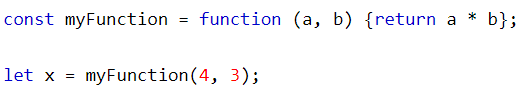 const myFunction = function (a, b) {return a * b};
let x = myFunction(4, 3);